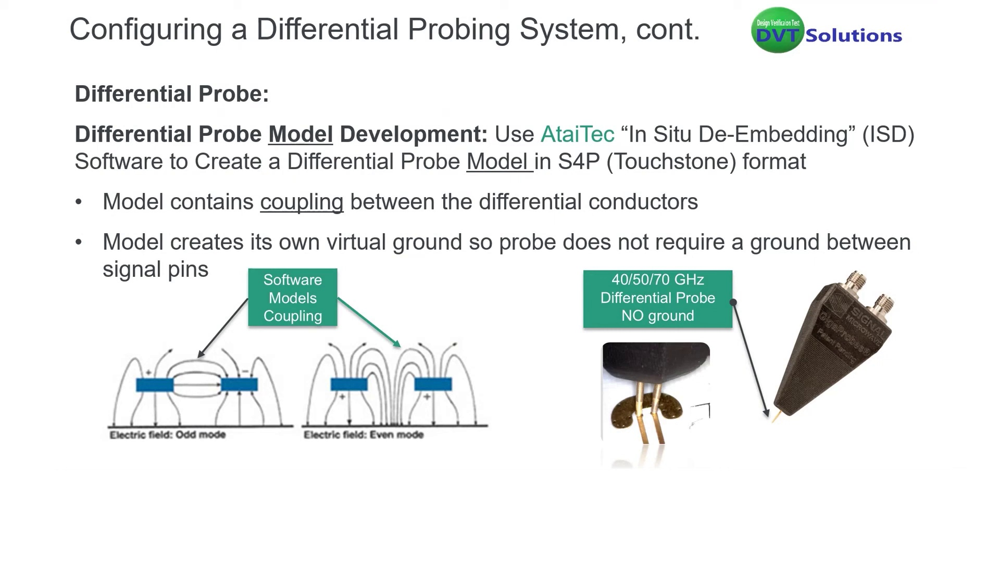 Configuring a Differential Probing System, cont.
Design Verificaion Test
DVT Solutions
Differential Probe:
Differential Probe Model Development: Use AtaiTec “In Situ De-Embedding” (ISD)
Software to Create a Differential Probe Model in S4P (Touchstone) format
• Model contains coupling between the differential conductors
• Model creates its own virtual ground so probe does not require a ground between
signal pins
Software
Models
Coupling
+
−
Electric field: Odd mode
+
+
Electric field: Even mode
40/50/70 GHz
Differential Probe
NO ground
SIGNAL
MICROWAVE
GigaProbes®
Patent Pending